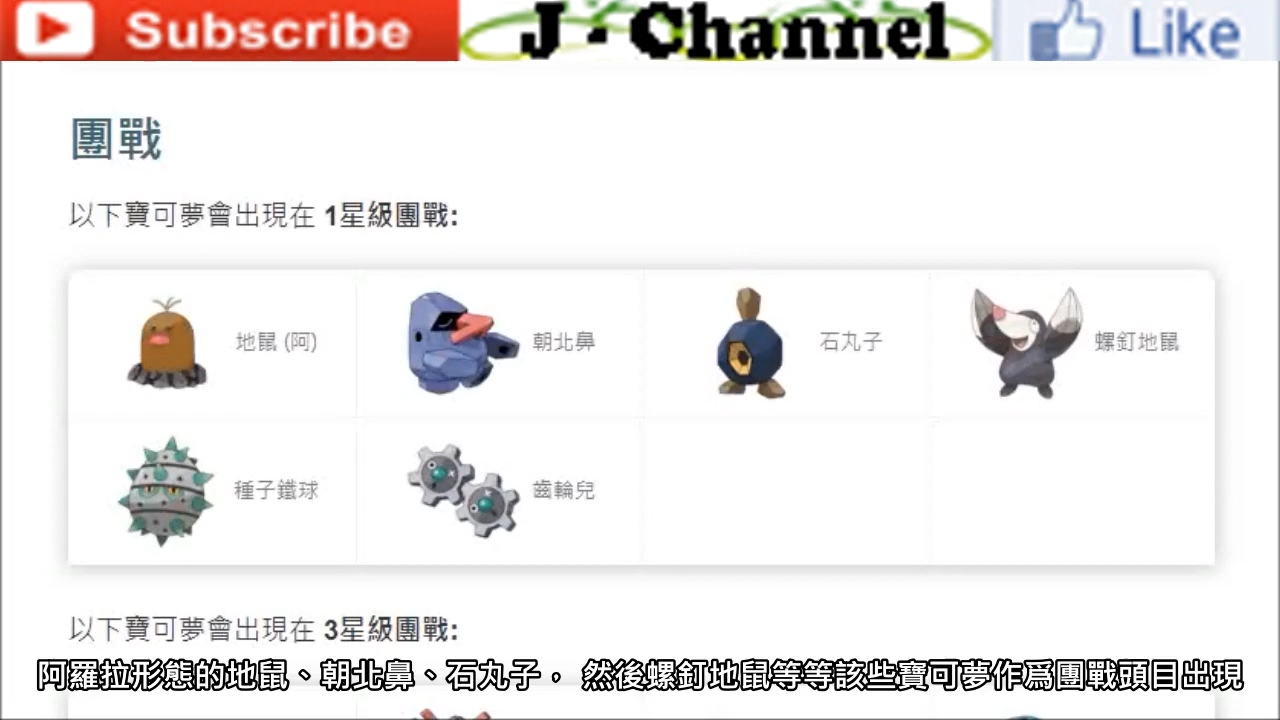 Subscribe J - Channel Like
團戰
以下寶可夢會出現在 1星級團戰:
地鼠 (阿) 朝北鼻 石丸子 螺釘地鼠
種子鐵球 齒輪兒
以下寶可夢會出現在 3星級團戰:
阿羅拉形態的地鼠、朝北鼻、石丸子， 然後螺釘地鼠等等該些寶可夢作爲團戰頭目出現